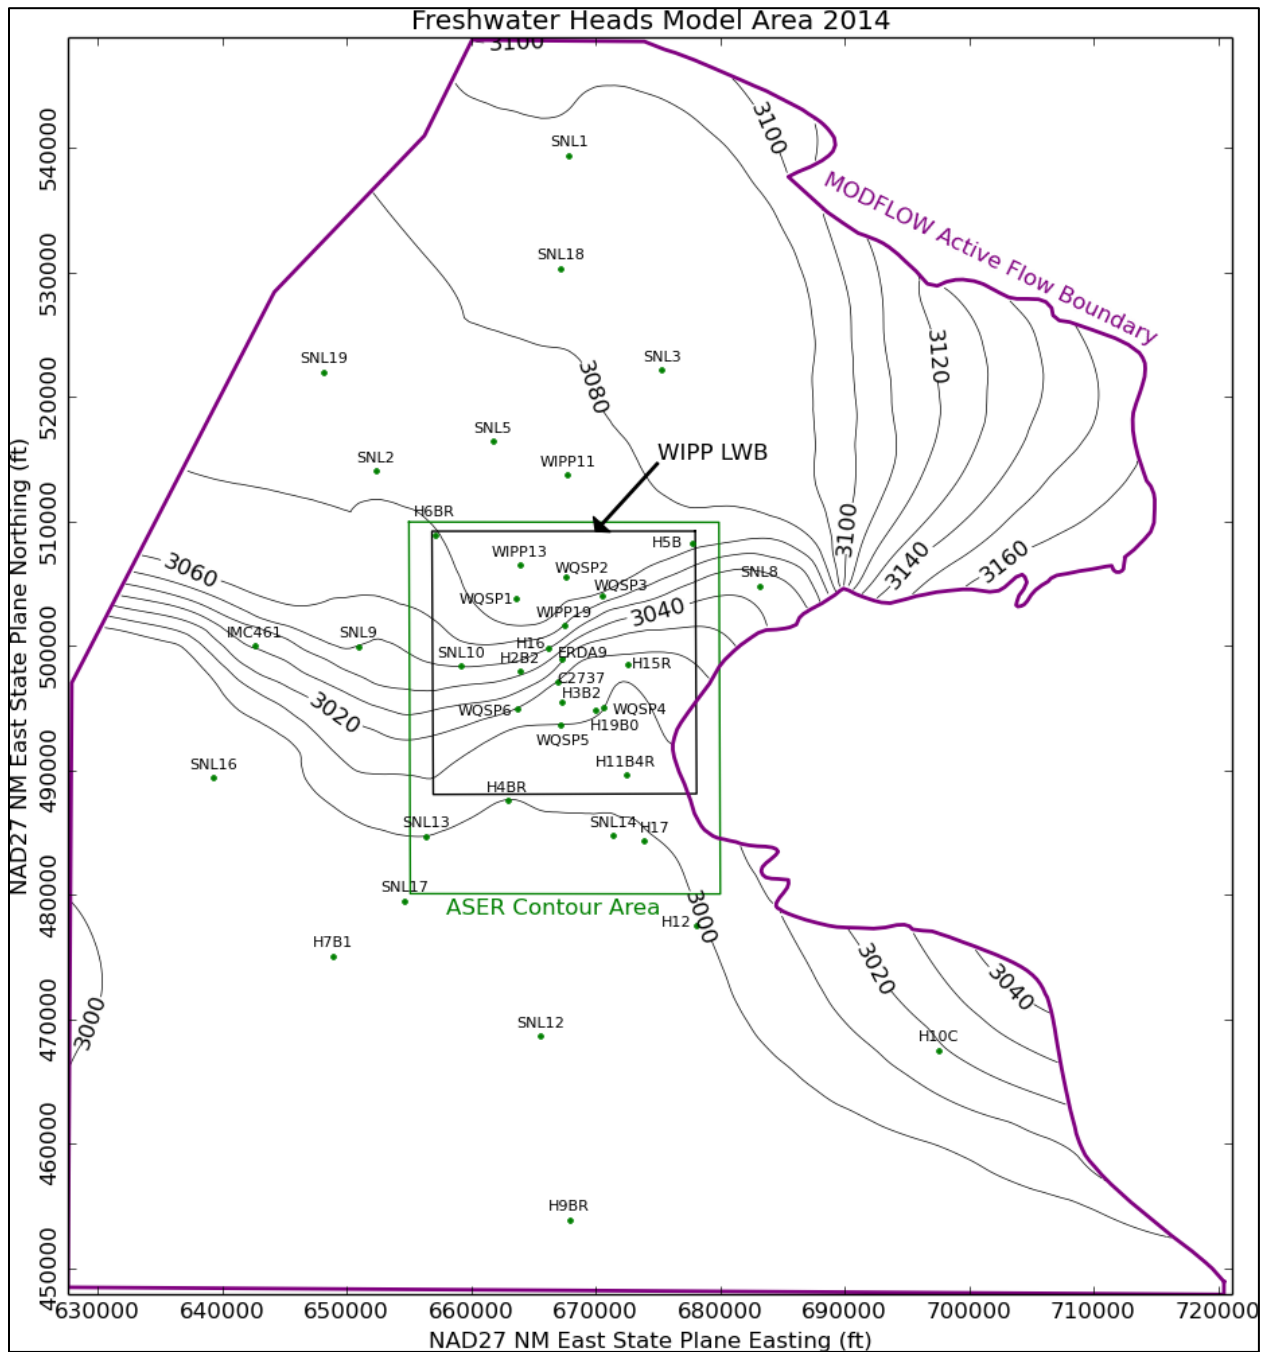 Freshwater Heads Model Area 2014
3100
3100
SNL1
MODFLOW Active Flow Boundary
SNL18
SNL19
SNL3
3120
3080
SNL5
WIPP LWB
SNL2
WIPP11
H6BR
3100
WIPP13
H5B
3060
WQSP2
SNL8
3140
3160
WQSP1
WQSP3
WIPP19
3040
IMC461
SNL9
SNL10
H16
ERDA9
H2B2
H15R
C2737
H3B2
3020
WQSP6
WQSP4
H19B0
WQSP5
SNL16
H11B4R
H4BR
SNL13
SNL14
H17
SNL17
ASER Contour Area
3000
H12
H7B1
3020
3040
3000
SNL12
H10C
H9BR
540000
530000
520000
510000
500000
490000
480000
470000
460000
450000
NAD27 NM East State Plane Northing (ft)
630000
640000
650000
660000
670000
680000
690000
700000
710000
720000
NAD27 NM East State Plane Easting (ft)